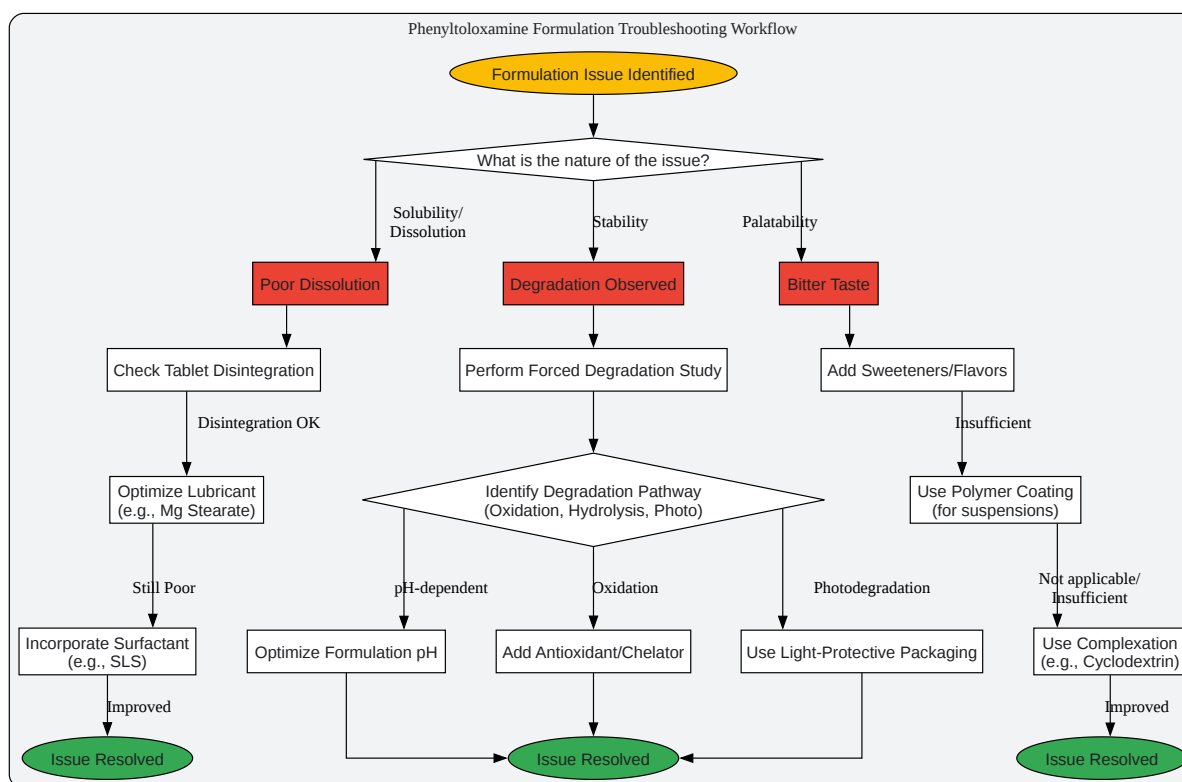 Phenyltoloxamine Formulation Troubleshooting Workflow
Formulation Issue Identified
What is the nature of the issue?
Solubility/
Dissolution
Stability
Palatability
Poor Dissolution
Degradation Observed
Bitter Taste
Check Tablet Disintegration
Perform Forced Degradation Study
Add Sweeteners/Flavors
Disintegration OK
Insufficient
Optimize Lubricant
(e.g., Mg Stearate)
Identify Degradation Pathway
(Oxidation, Hydrolysis, Photo)
Use Polymer Coating
(for suspensions)
Still Poor
pH-dependent
Oxidation
Photodegradation
Not applicable/
Insufficient
Incorporate Surfactant
(e.g., SLS)
Optimize Formulation pH
Add Antioxidant/Chelator
Use Light-Protective Packaging
Use Complexation
(e.g., Cyclodextrin)
Improved
Improved
Issue Resolved
Issue Resolved
Issue Resolved